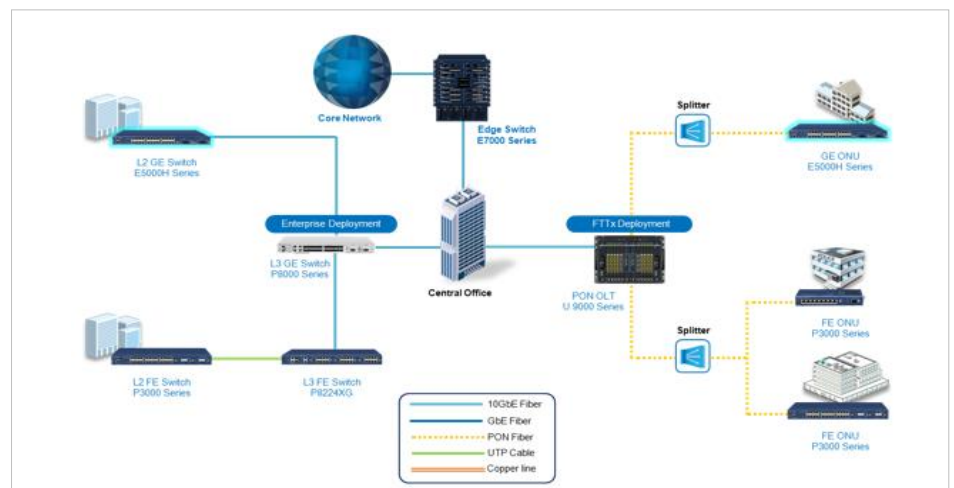 Core Network
Edge Switch
E7000 Series
Splitter
L2 GE Switch
E5000H Series
GE ONU
E5000H Series
Enterprise Deployment
FTTx Deployment
L3 GE Switch
P8000 Series
Central Office
PON OLT
U 9000 Series
FE ONU
P3000 Series
Splitter
L2 FE Switch
P3000 Series
L3 FE Switch
P8224XG
FE ONU
P3000 Series
10GbE Fiber
GbE Fiber
PON Fiber
UTP Cable
Copper line